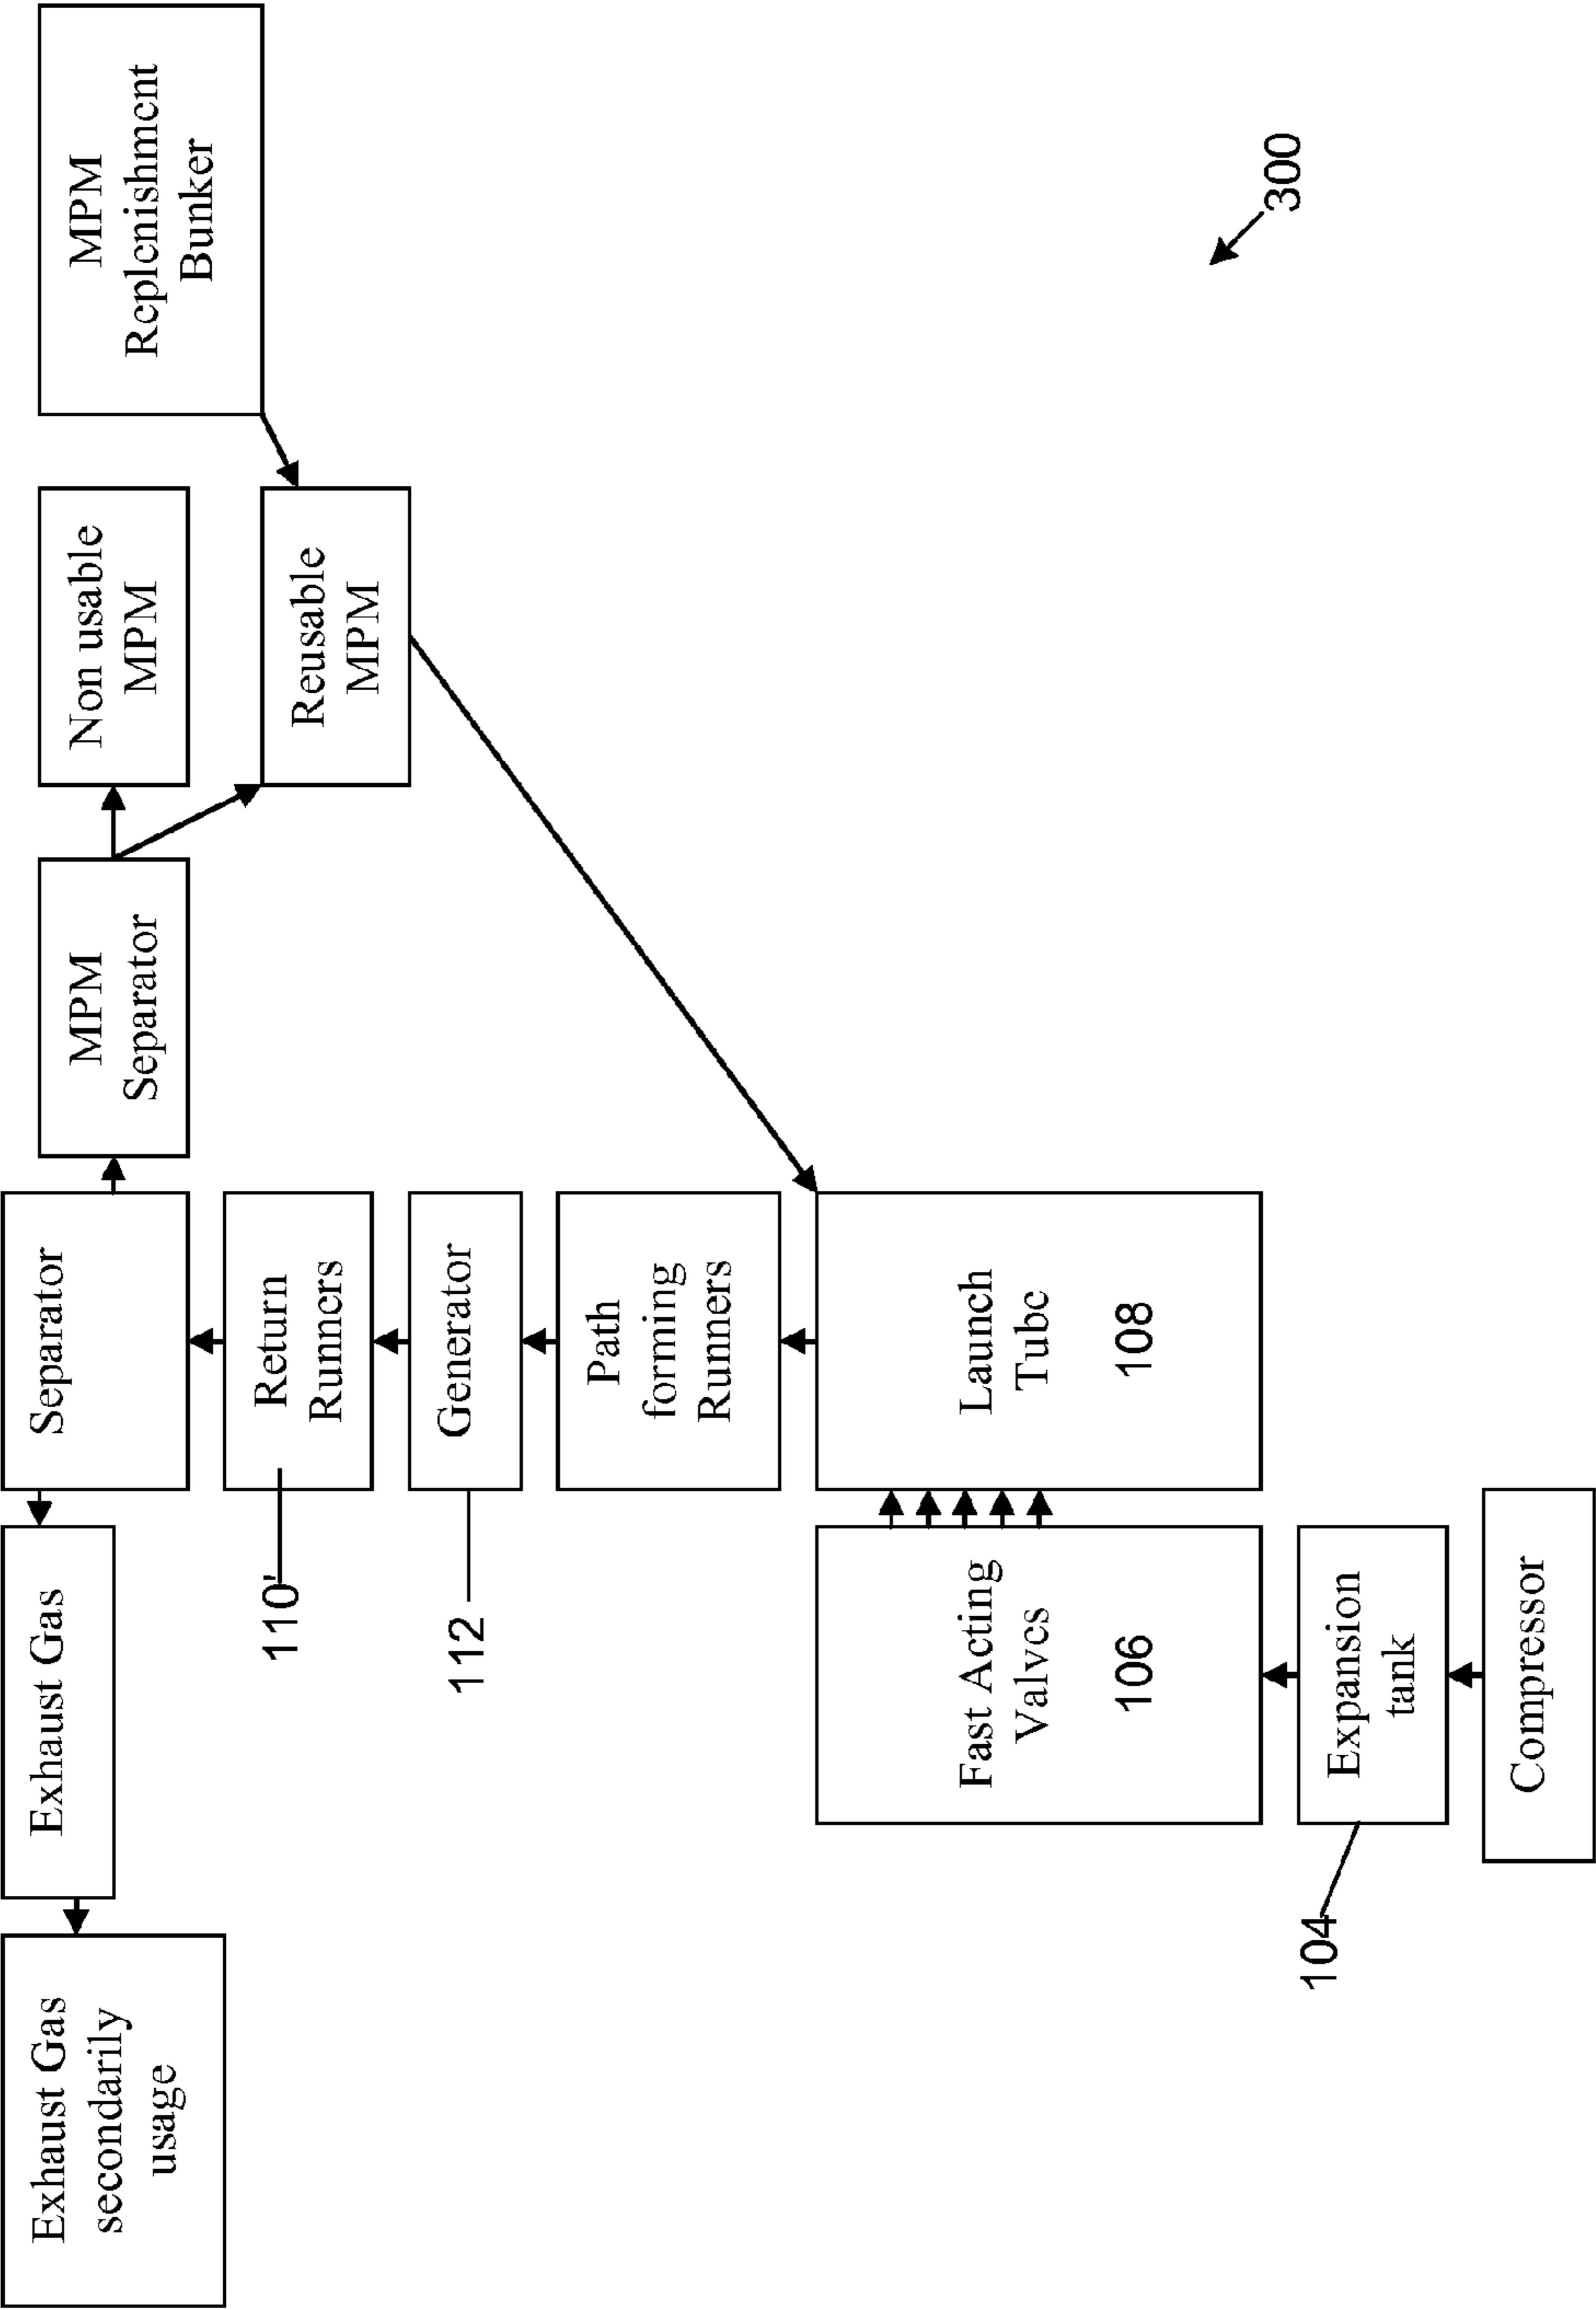 Exhaust Gas
secondarily
usage
Exhaust Gas
Separator
MPM
Separator
Non usable
MPM
MPM
Replenishment
Bunker
Reusable
MPM
110'
Return
Runners
112
Generator
Path
forming
Runners
Fast Acting
Valves
106
Launch
Tube
108
300
104
Expansion
tank
Compressor